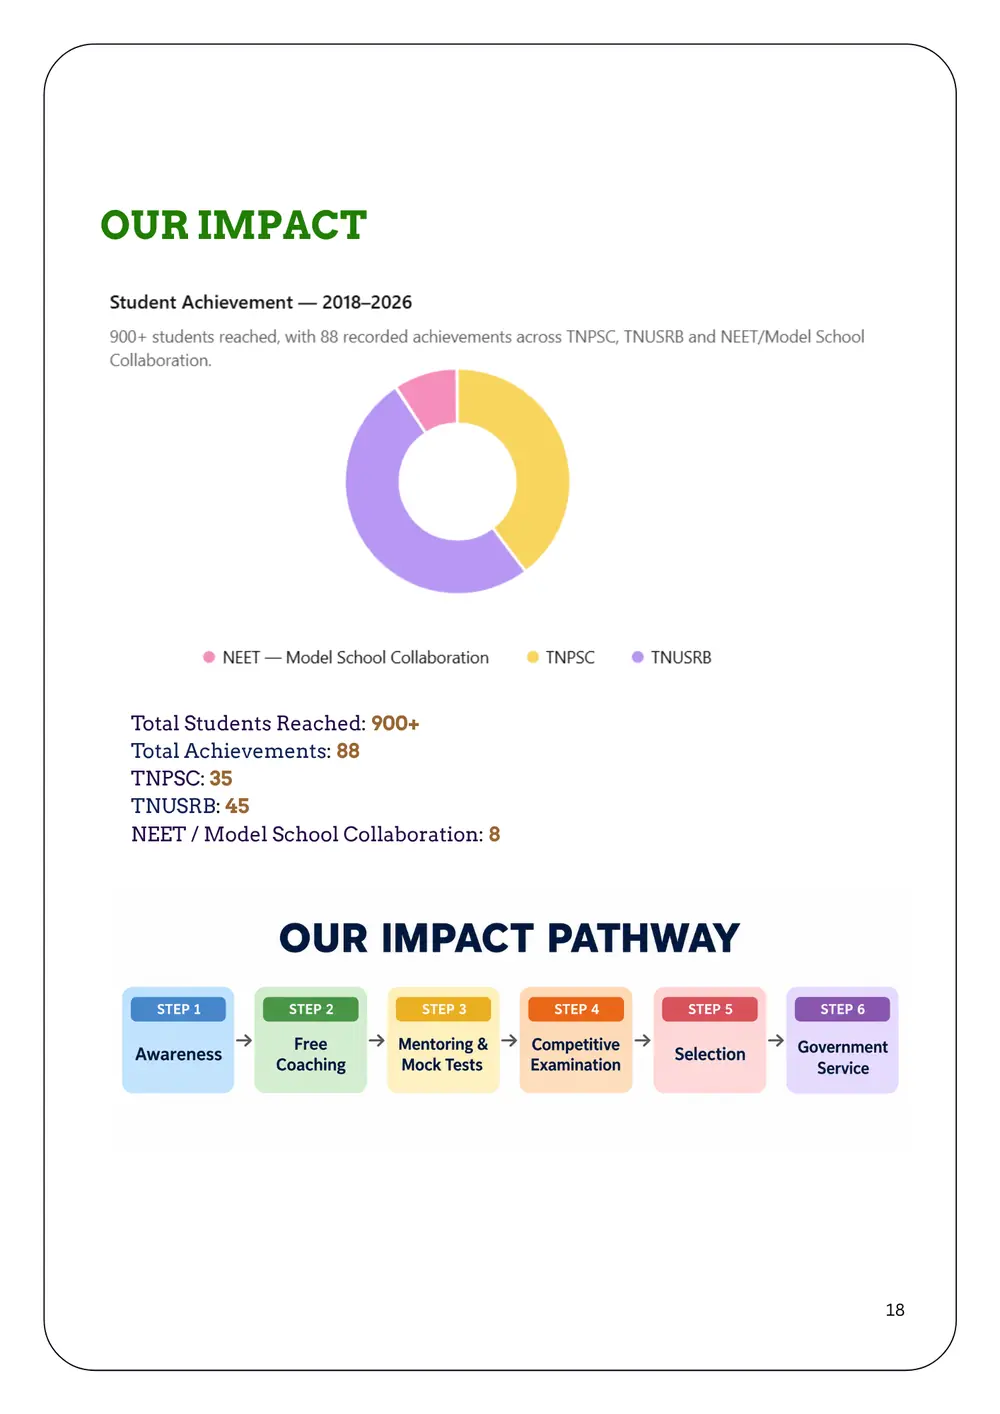 OUR IMPACT
Student Achievement — 2018–2026
900+ students reached, with 88 recorded achievements across TNPSC, TNUSRB and NEET/Model School
Collaboration.
NEET — Model School Collaboration
TNPSC
TNUSRB
Total Students Reached: 900+
Total Achievements: 88
TNPSC: 35
TNUSRB: 45
NEET / Model School Collaboration: 8
OUR IMPACT PATHWAY
STEP 1
Awareness
STEP 2
Free
Coaching
STEP 3
Mentoring &
Mock Tests
STEP 4
Competitive
Examination
STEP 5
Selection
STEP 6
Government
Service
18